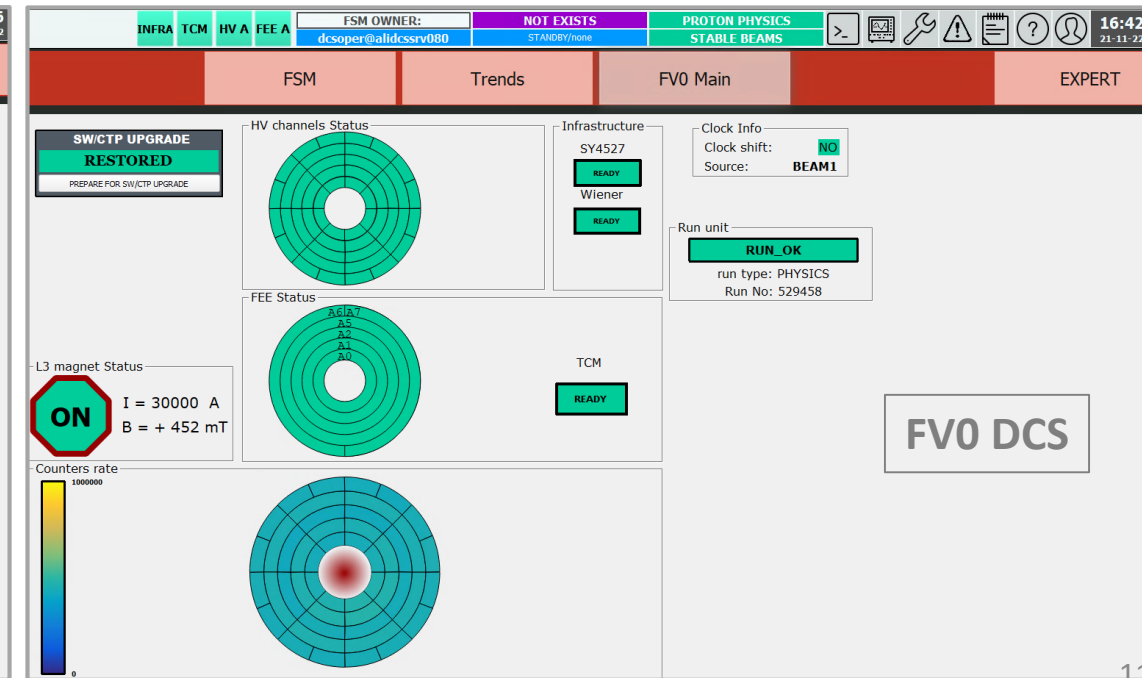 INFRA TCM HV A FEE A
FSM OWNER:
dcsoper@alidcssrv080
NOT EXISTS
STANDBY/none
PROTON PHYSICS
STABLE BEAMS
>_
?
16:42
21-11-22
FSM Trends FV0 Main EXPERT
SW/CTP UPGRADE
RESTORED
PREPARE FOR SW/CTP UPGRADE
HV channels Status
Infrastructure
SY4527
READY
Wiener
READY
Clock Info
Clock shift: NO
Source: BEAM1
Run unit
RUN_OK
run type: PHYSICS
Run No: 529458
FEE Status
A6 A7
A5
A2
A1
A0
TCM
READY
L3 magnet Status
ON
I = 30000 A
B = + 452 mT
FV0 DCS
Counters rate
1000000
0
11